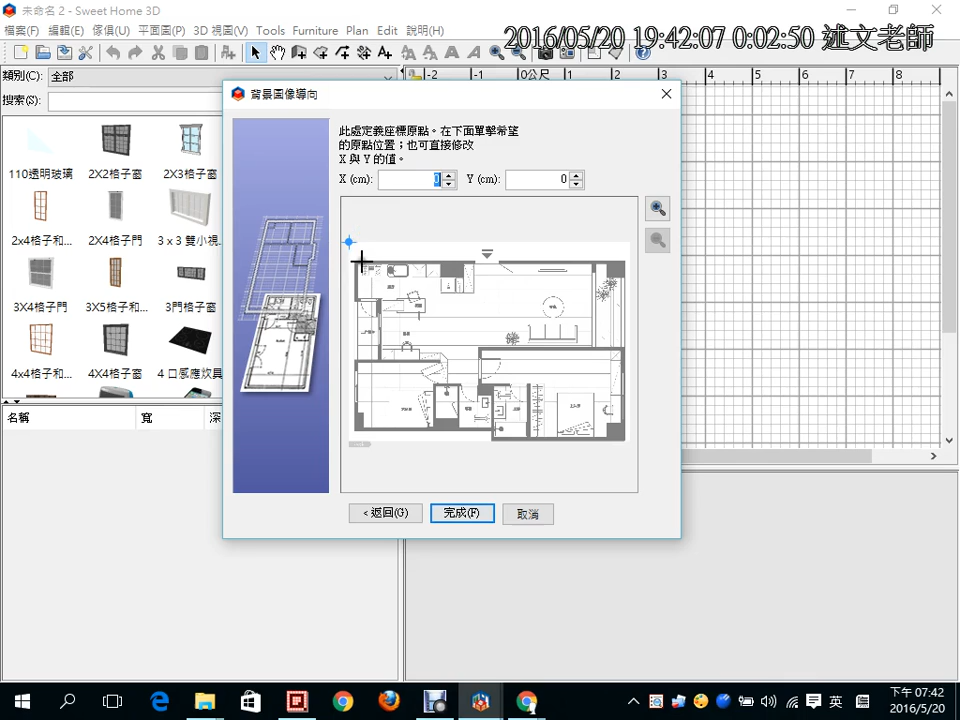 未命名 2 - Sweet Home 3D
檔案(F) 編輯(E) 傢俱(U) 平面圖(P) 3D 視圖(V) Tools Furniture Plan Edit 說明(H)
2016/05/20 19:42:07 0:02:50 述文老師
類別(C): 全部
-2 -1 0公尺 1 2 3 4 5 6 7 8
搜索(S):
背景圖像導向
110透明玻璃 2X2格子窗 2X3格子窗
2x4格子和... 2X4格子門 3 x 3 雙小視...
3X4格子門 3X5格子和... 3門格子窗
4x4格子和... 4X4格子窗 4 口感應炊具
名稱 寬 深
此處定義座標原點。在下面單擊希望
的原點位置；也可直接修改
X 與 Y 的值。
X (cm): 0 Y (cm): 0
<返回(G) 完成(F) 取消
英
下午 07:42
2016/5/20